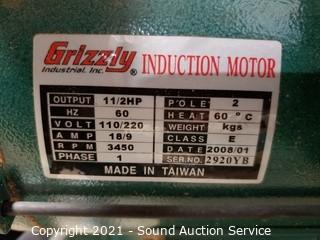 Grizzly® INDUCTION MOTOR
Industrial, Inc.
OUTPUT 11/2HP POLE 2
HZ 60 HEAT 60 °C
VOLT 110/220 WEIGHT kgs
AMP 18/9 CLASS E
RPM 3450 DATE 2008/01
PHASE 1 SER.NO. 2920YB
MADE IN TAIWAN
Copyright 2021 - Sound Auction Service